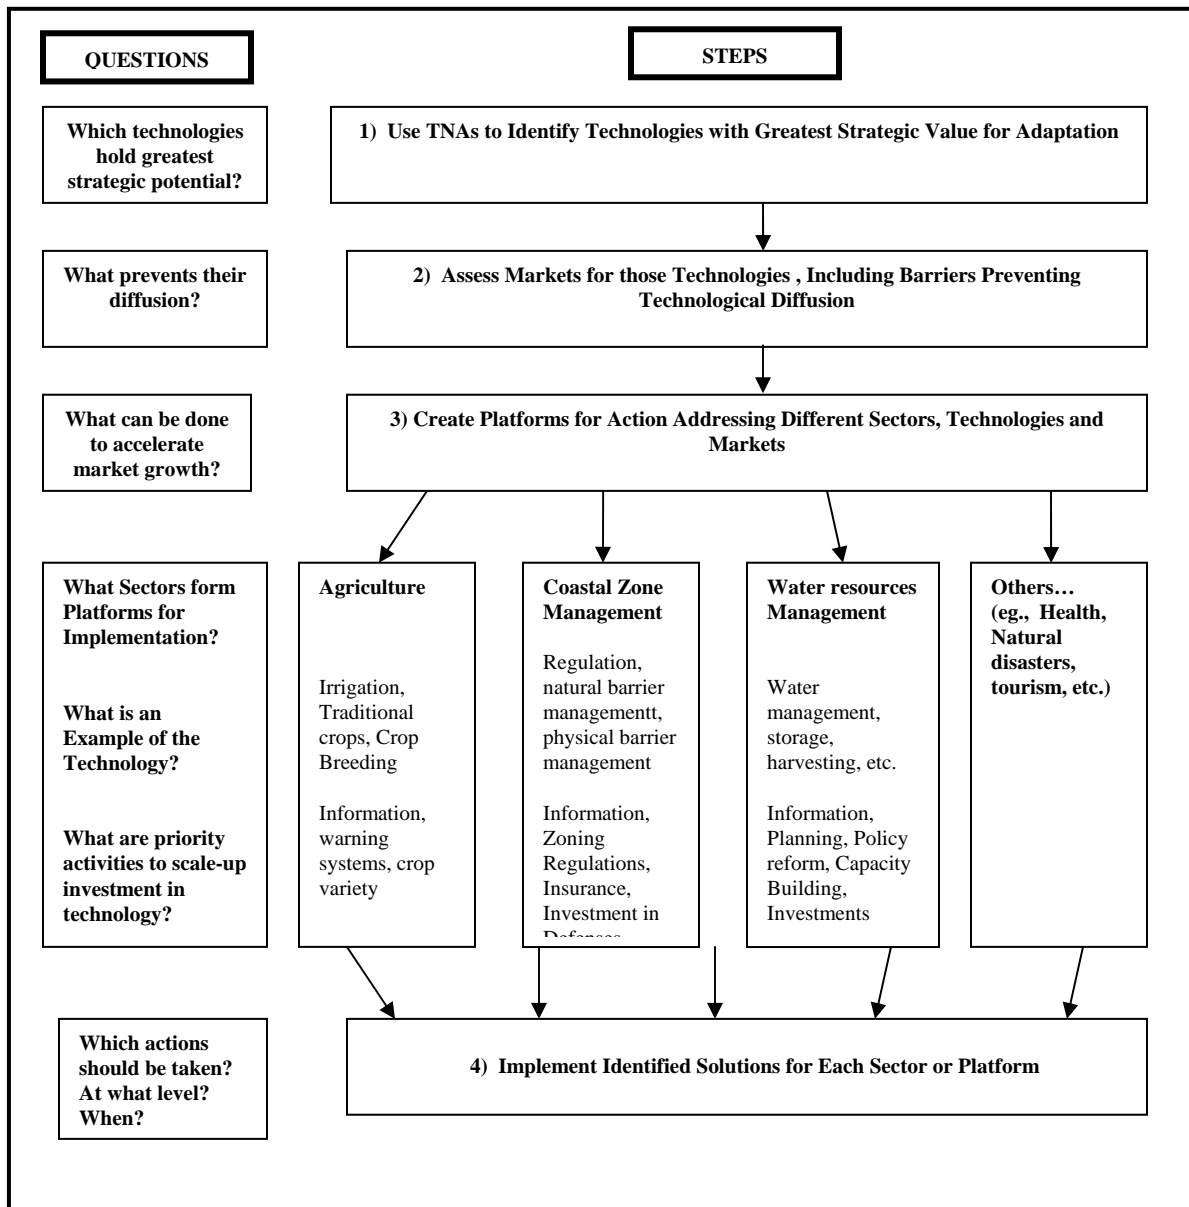 QUESTIONS
STEPS
Which technologies
hold greatest
strategic potential?
1) Use TNAs to Identify Technologies with Greatest Strategic Value for Adaptation
What prevents their
diffusion?
2) Assess Markets for those Technologies , Including Barriers Preventing
Technological Diffusion
What can be done
to accelerate
market growth?
3) Create Platforms for Action Addressing Different Sectors, Technologies and
Markets
What Sectors form
Platforms for
Implementation?
What is an
Example of the
Technology?
What are priority
activities to scale-up
investment in
technology?
Agriculture
Irrigation,
Traditional
crops, Crop
Breeding
Information,
warning
systems, crop
variety
Coastal Zone
Management
Regulation,
natural barrier
managementt,
physical barrier
management
Information,
Zoning
Regulations,
Insurance,
Investment in
Defenses
Water resources
Management
Water
management,
storage,
harvesting, etc.
Information,
Planning, Policy
reform, Capacity
Building,
Investments
Others…
(eg., Health,
Natural
disasters,
tourism, etc.)
Which actions
should be taken?
At what level?
When?
4) Implement Identified Solutions for Each Sector or Platform